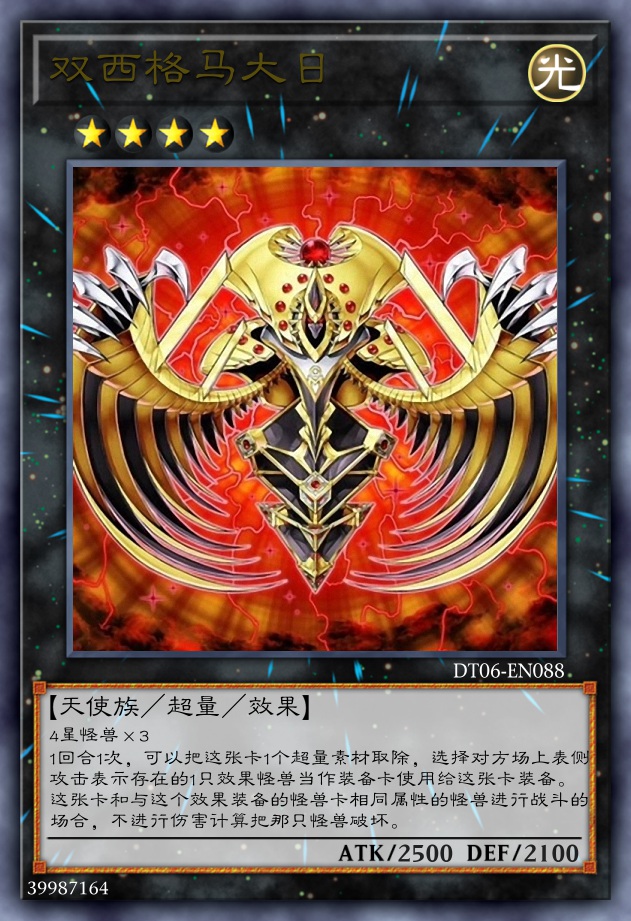 双西格马大日
光
DT06-EN088
【天使族／超量／效果】
4星怪兽×3
1回合1次，可以把这张卡1个超量素材取除，选择对方场上表侧
攻击表示存在的1只效果怪兽当作装备卡使用给这张卡装备。
这张卡和与这个效果装备的怪兽卡相同属性的怪兽进行战斗的
场合，不进行伤害计算把那只怪兽破坏。
ATK/2500 DEF/2100
39987164